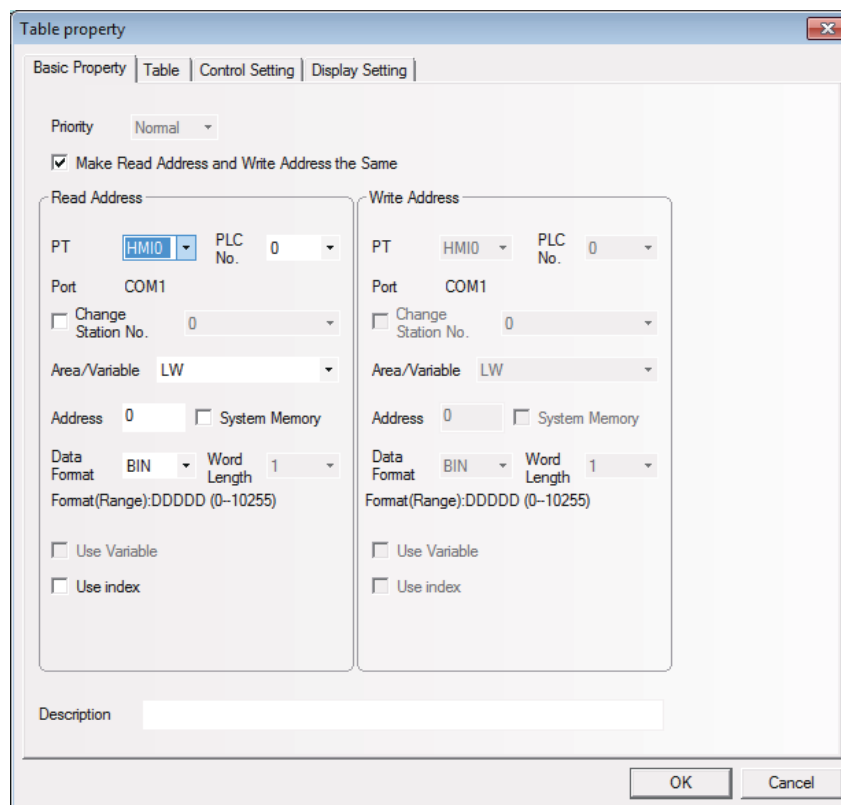 Table property
Basic Property Table Control Setting Display Setting
Priority Normal
Make Read Address and Write Address the Same
Read Address
PT HMI0 PLC No. 0
Port COM1
Change Station No. 0
Area/Variable LW
Address 0 System Memory
Data Format BIN Word Length 1
Format(Range):DDDDD (0--10255)
Use Variable
Use index
Write Address
PT HMI0 PLC No. 0
Port COM1
Change Station No. 0
Area/Variable LW
Address 0 System Memory
Data Format BIN Word Length 1
Format(Range):DDDDD (0--10255)
Use Variable
Use index
Description
OK Cancel